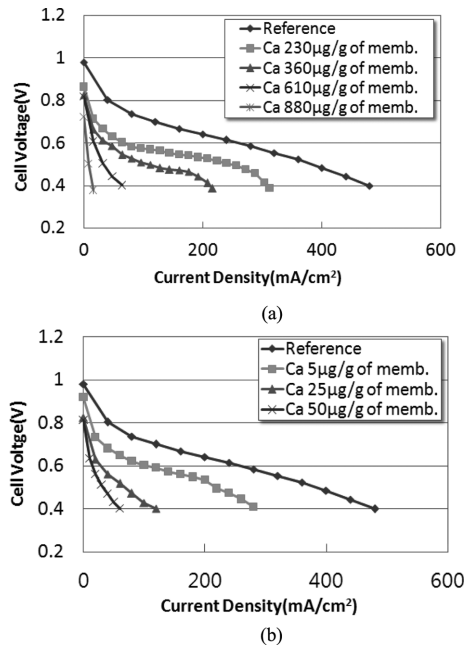 1.2
1
0.8
0.6
0.4
0.2
Cell Voltage(V)
Reference
Ca 230µg/g of memb.
Ca 360µg/g of memb.
Ca 610µg/g of memb.
Ca 880µg/g of memb.
0 200 400 600
Current Density(mA/cm²)
(a)
1.2
1
0.8
0.6
0.4
0.2
Cell Voltge(V)
Reference
Ca 5µg/g of memb.
Ca 25µg/g of memb.
Ca 50µg/g of memb.
0 200 400 600
Current Density(mA/cm²)
(b)